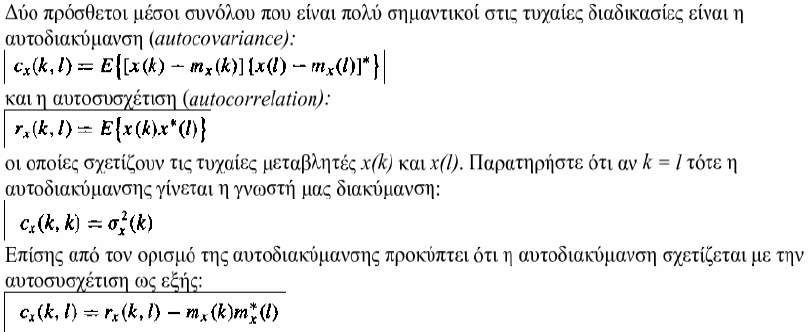 Δύο πρόσθετοι μέσοι συνόλου που είναι πολύ σημαντικοί στις τυχαίες διαδικασίες είναι η
αυτοδιακύμανση (autocovariance):
c_x(k, l) = E{[x(k) − m_x(k)][x(l) − m_x(l)]*}
και η αυτοσυσχέτιση (autocorrelation):
r_x(k, l) = E{x(k)x*(l)}
οι οποίες σχετίζουν τις τυχαίες μεταβλητές x(k) και x(l). Παρατηρήστε ότι αν k = l τότε η
αυτοδιακύμανσης γίνεται η γνωστή μας διακύμανση:
c_x(k, k) = σ_x^2(k)
Επίσης από τον ορισμό της αυτοδιακύμανσης προκύπτει ότι η αυτοδιακύμανση σχετίζεται με την
αυτοσυσχέτιση ως εξής:
c_x(k, l) = r_x(k, l) − m_x(k)m_x^*(l)